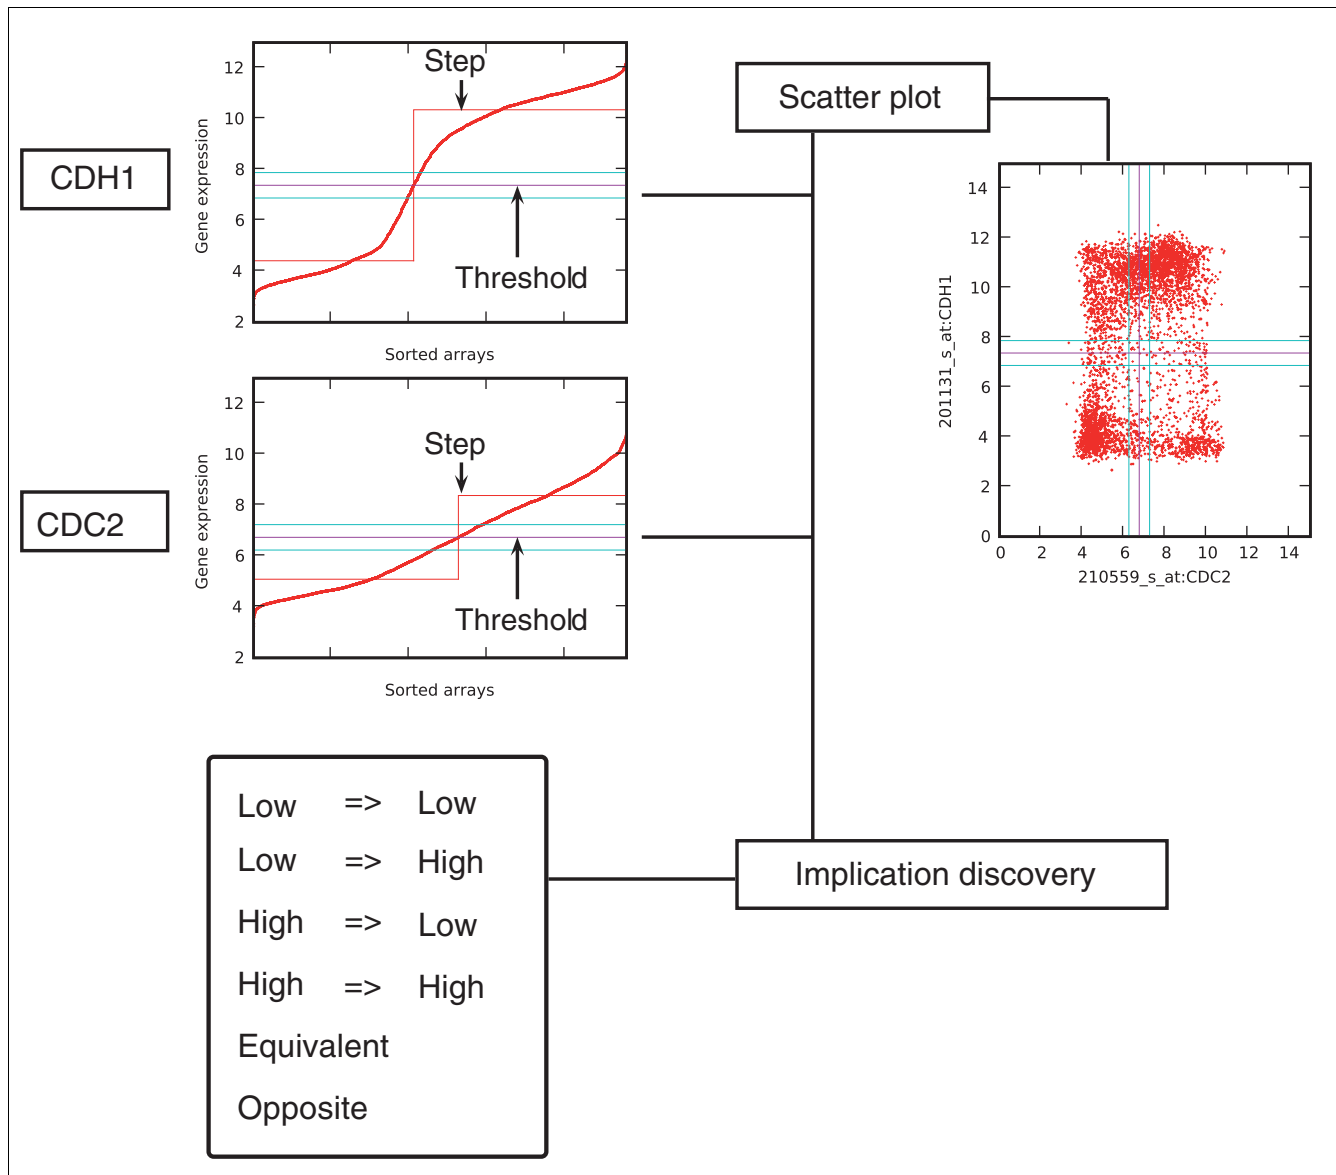 CDH1
12
10
8
6
4
2
Gene expression
Step
Threshold
Sorted arrays
CDC2
12
10
8
6
4
2
Gene expression
Step
Threshold
Sorted arrays
Scatter plot
14
12
10
8
6
4
2
0
201131_s_at:CDH1
0 2 4 6 8 10 12 14
210559_s_at:CDC2
Low => Low
Low => High
High => Low
High => High
Equivalent
Opposite
Implication discovery